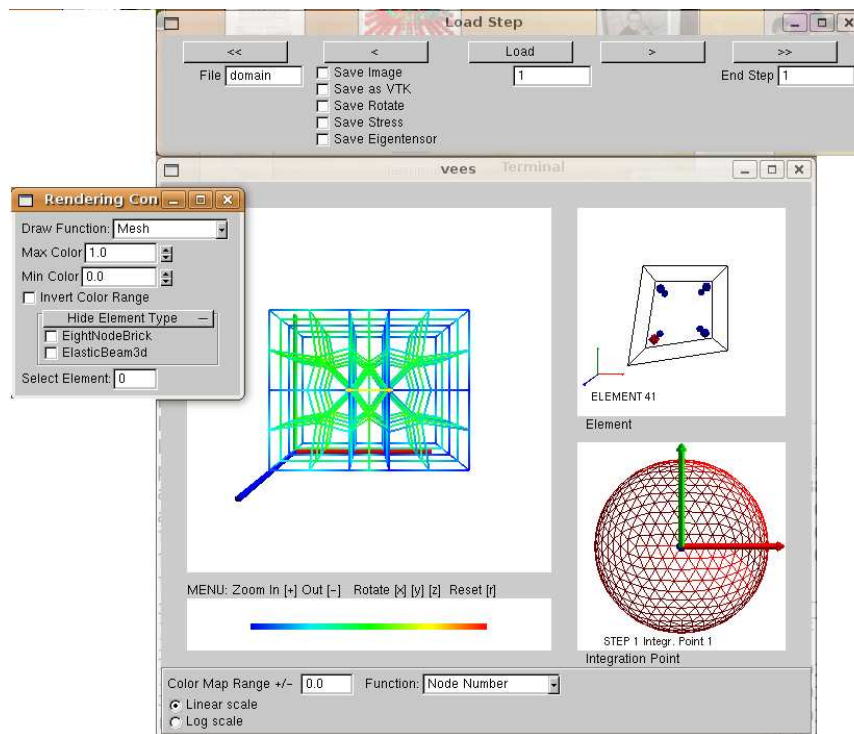 Load Step
<< < Load > >>
File domain Save Image 1 End Step 1
Save as VTK
Save Rotate
Save Stress
Save Eigentensor
vees Terminal
Rendering Con
Draw Function: Mesh
Max Color 1.0
Min Color 0.0
Invert Color Range
Hide Element Type
EightNodeBrick
ElasticBeam3d
Select Element: 0
ELEMENT 41
Element
MENU: Zoom In [+] Out [-] Rotate [x] [y] [z] Reset [r]
STEP 1 Integr. Point 1
Integration Point
Color Map Range +/- 0.0 Function: Node Number
Linear scale
Log scale